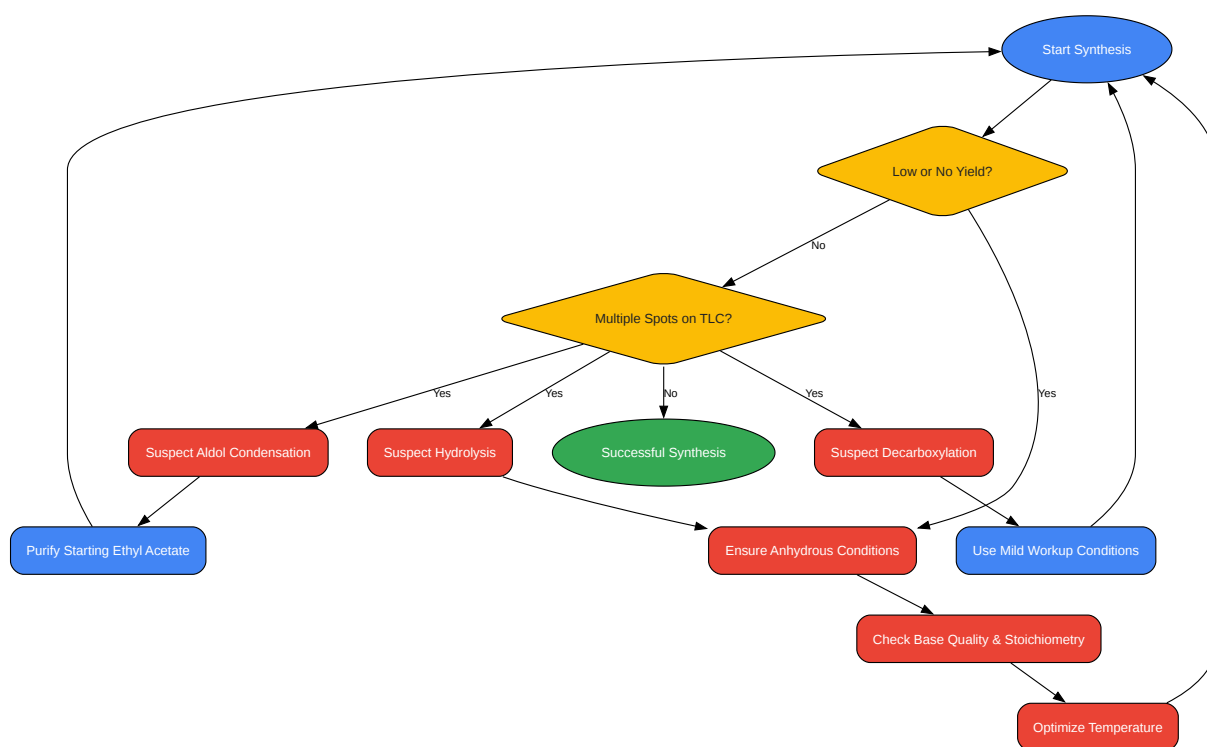 Start Synthesis
Low or No Yield?
No
Multiple Spots on TLC?
Yes
Yes
No
Yes
Yes
Suspect Aldol Condensation
Suspect Hydrolysis
Successful Synthesis
Suspect Decarboxylation
Purify Starting Ethyl Acetate
Ensure Anhydrous Conditions
Use Mild Workup Conditions
Check Base Quality & Stoichiometry
Optimize Temperature